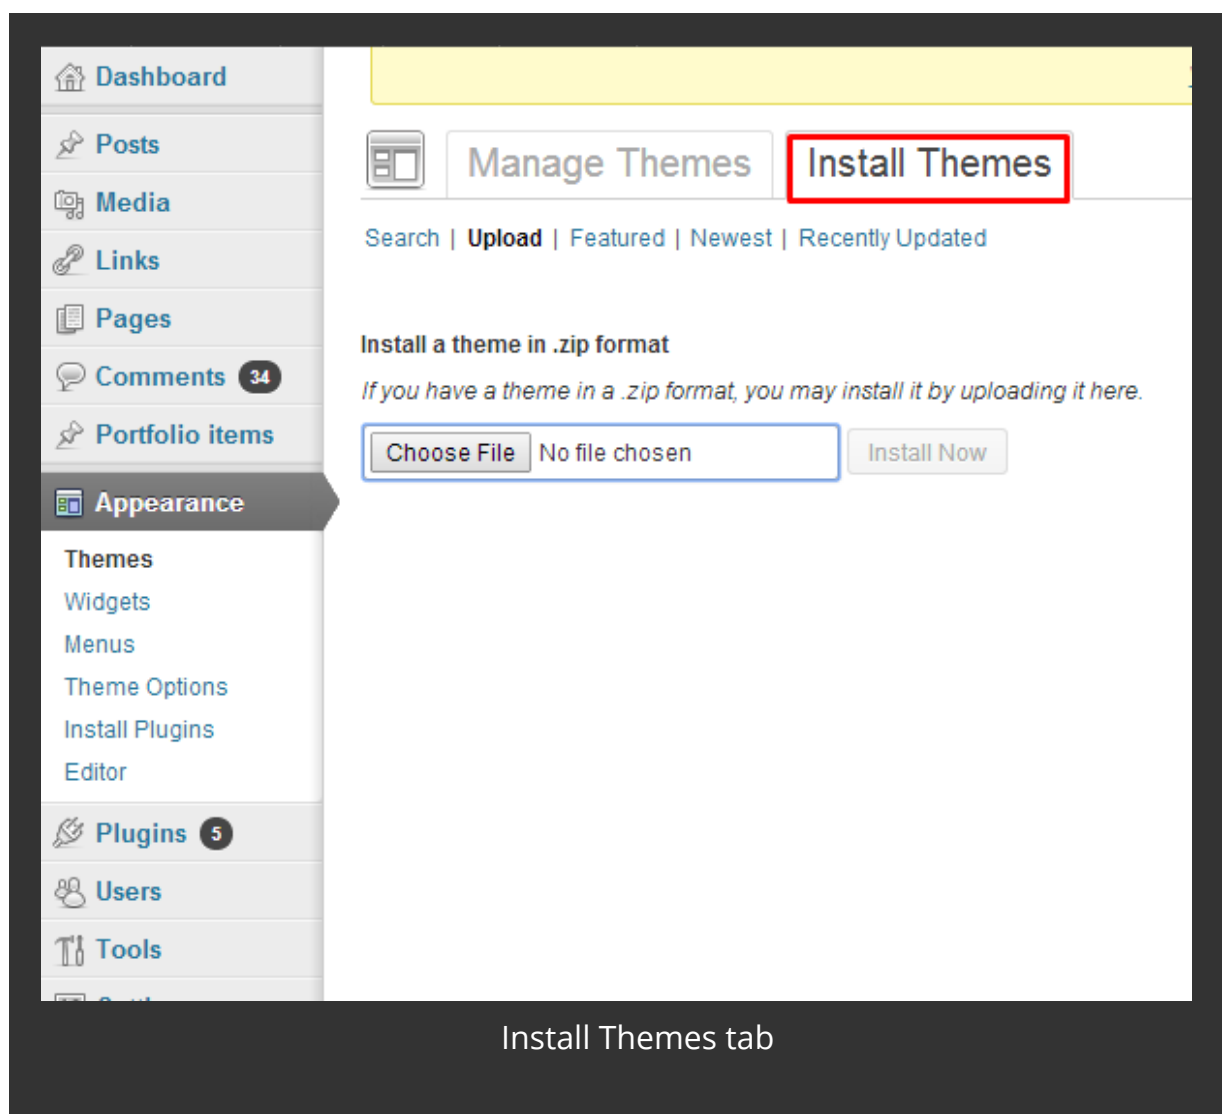 Dashboard
Posts
Media
Links
Pages
Comments 34
Portfolio items
Appearance
Themes
Widgets
Menus
Theme Options
Install Plugins
Editor
Plugins 5
Users
Tools
Manage Themes Install Themes
Search | Upload | Featured | Newest | Recently Updated
Install a theme in .zip format
If you have a theme in a .zip format, you may install it by uploading it here.
Choose File No file chosen Install Now
Install Themes tab